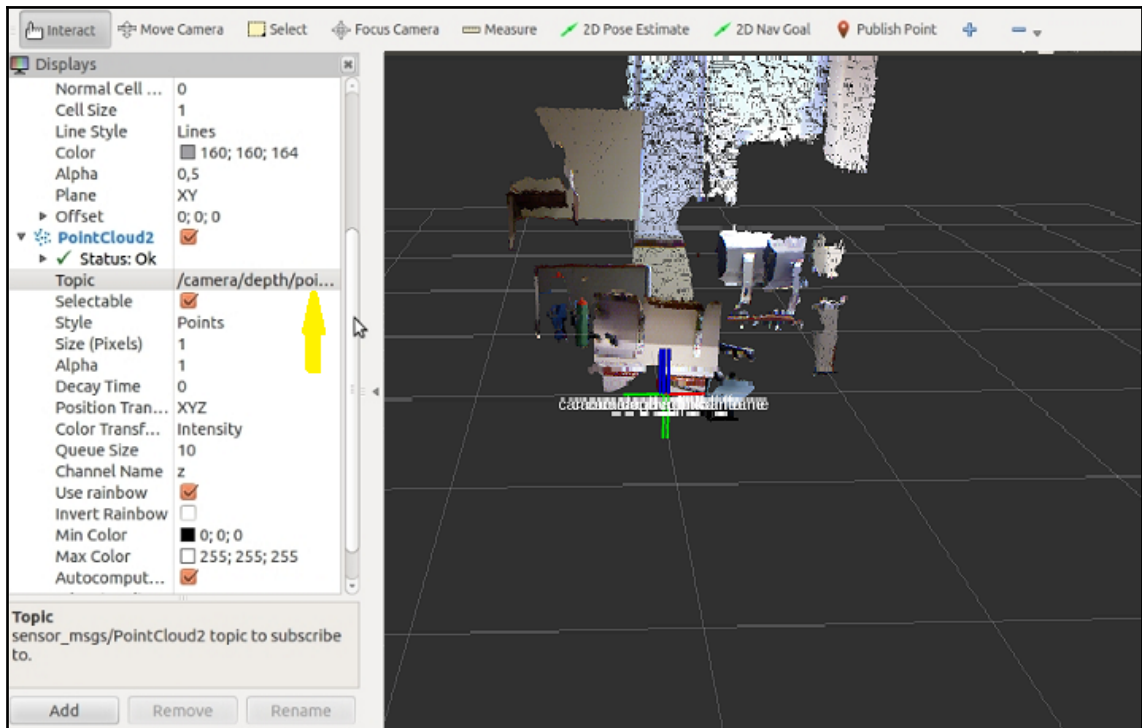 Interact Move Camera Select Focus Camera Measure 2D Pose Estimate 2D Nav Goal Publish Point
Displays
Normal Cell ... 0
Cell Size 1
Line Style Lines
Color 160; 160; 164
Alpha 0,5
Plane XY
Offset 0; 0; 0
PointCloud2
Status: Ok
Topic /camera/depth/poi...
Selectable
Style Points
Size (Pixels) 1
Alpha 1
Decay Time 0
Position Tran... XYZ
Color Transf... Intensity
Queue Size 10
Channel Name z
Use rainbow
Invert Rainbow
Min Color 0; 0; 0
Max Color 255; 255; 255
Autocomput...
Topic
sensor_msgs/PointCloud2 topic to subscribe
to.
Add Remove Rename